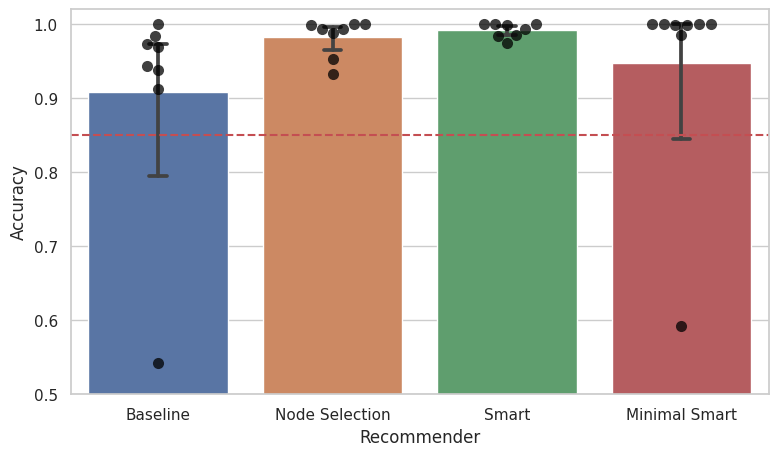 1.0
0.9
0.8
0.7
0.6
0.5
Accuracy
Baseline
Node Selection
Smart
Minimal Smart
Recommender